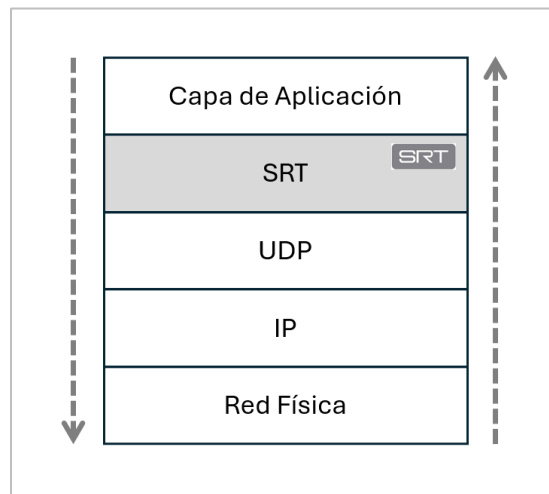 Capa de Aplicación
SRT
SRT
UDP
IP
Red Física